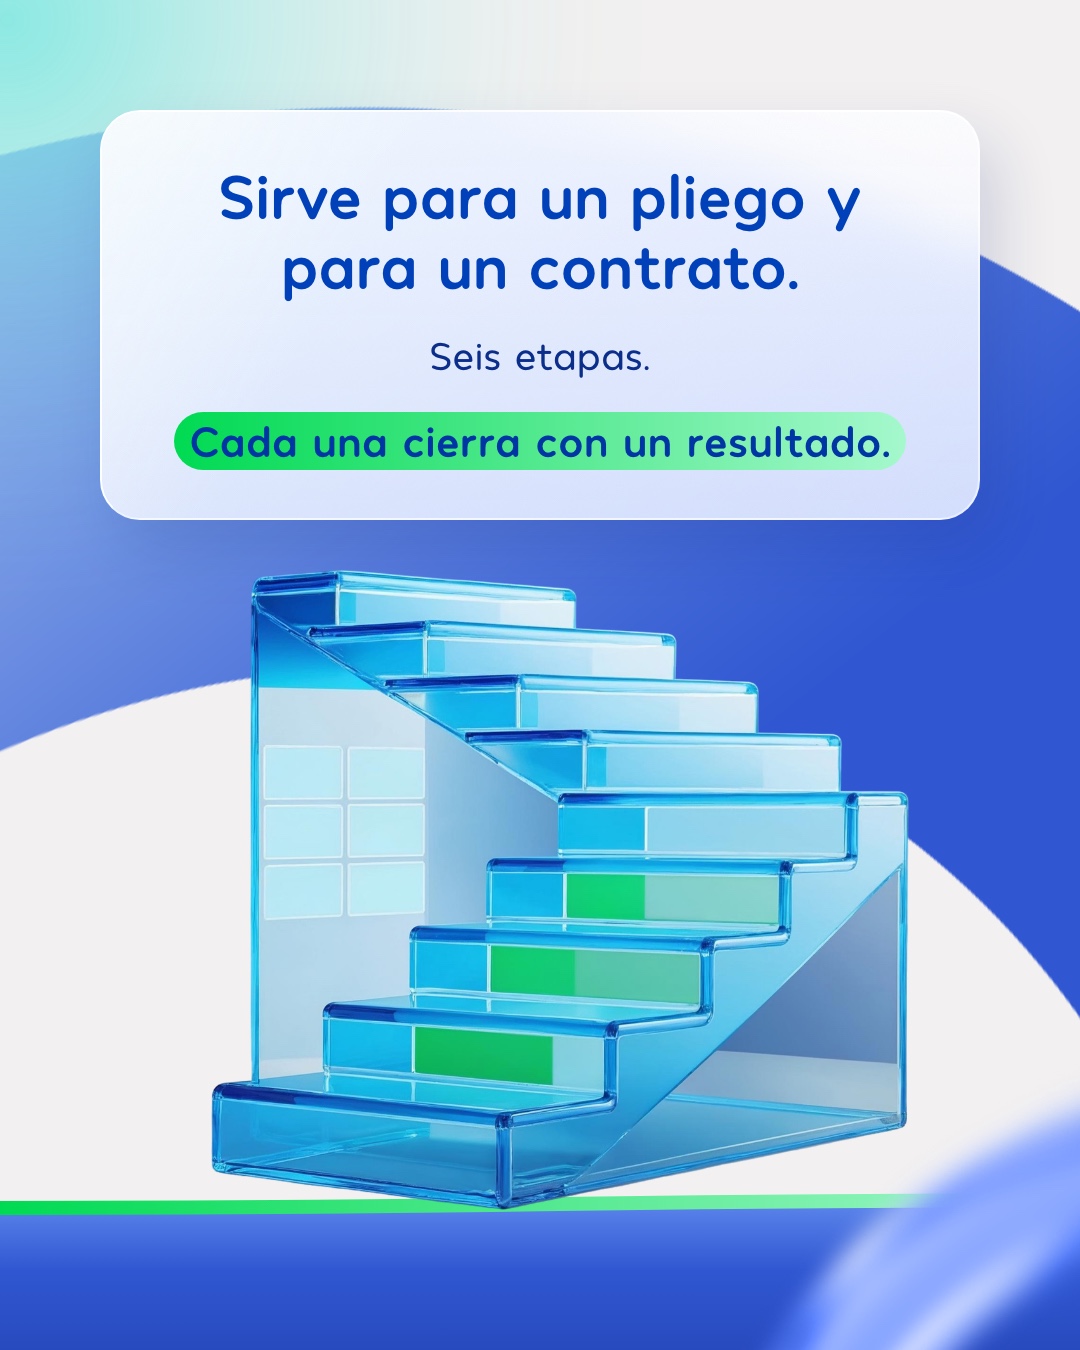 Sirve para un pliego y
para un contrato.
Seis etapas.
Cada una cierra con un resultado.